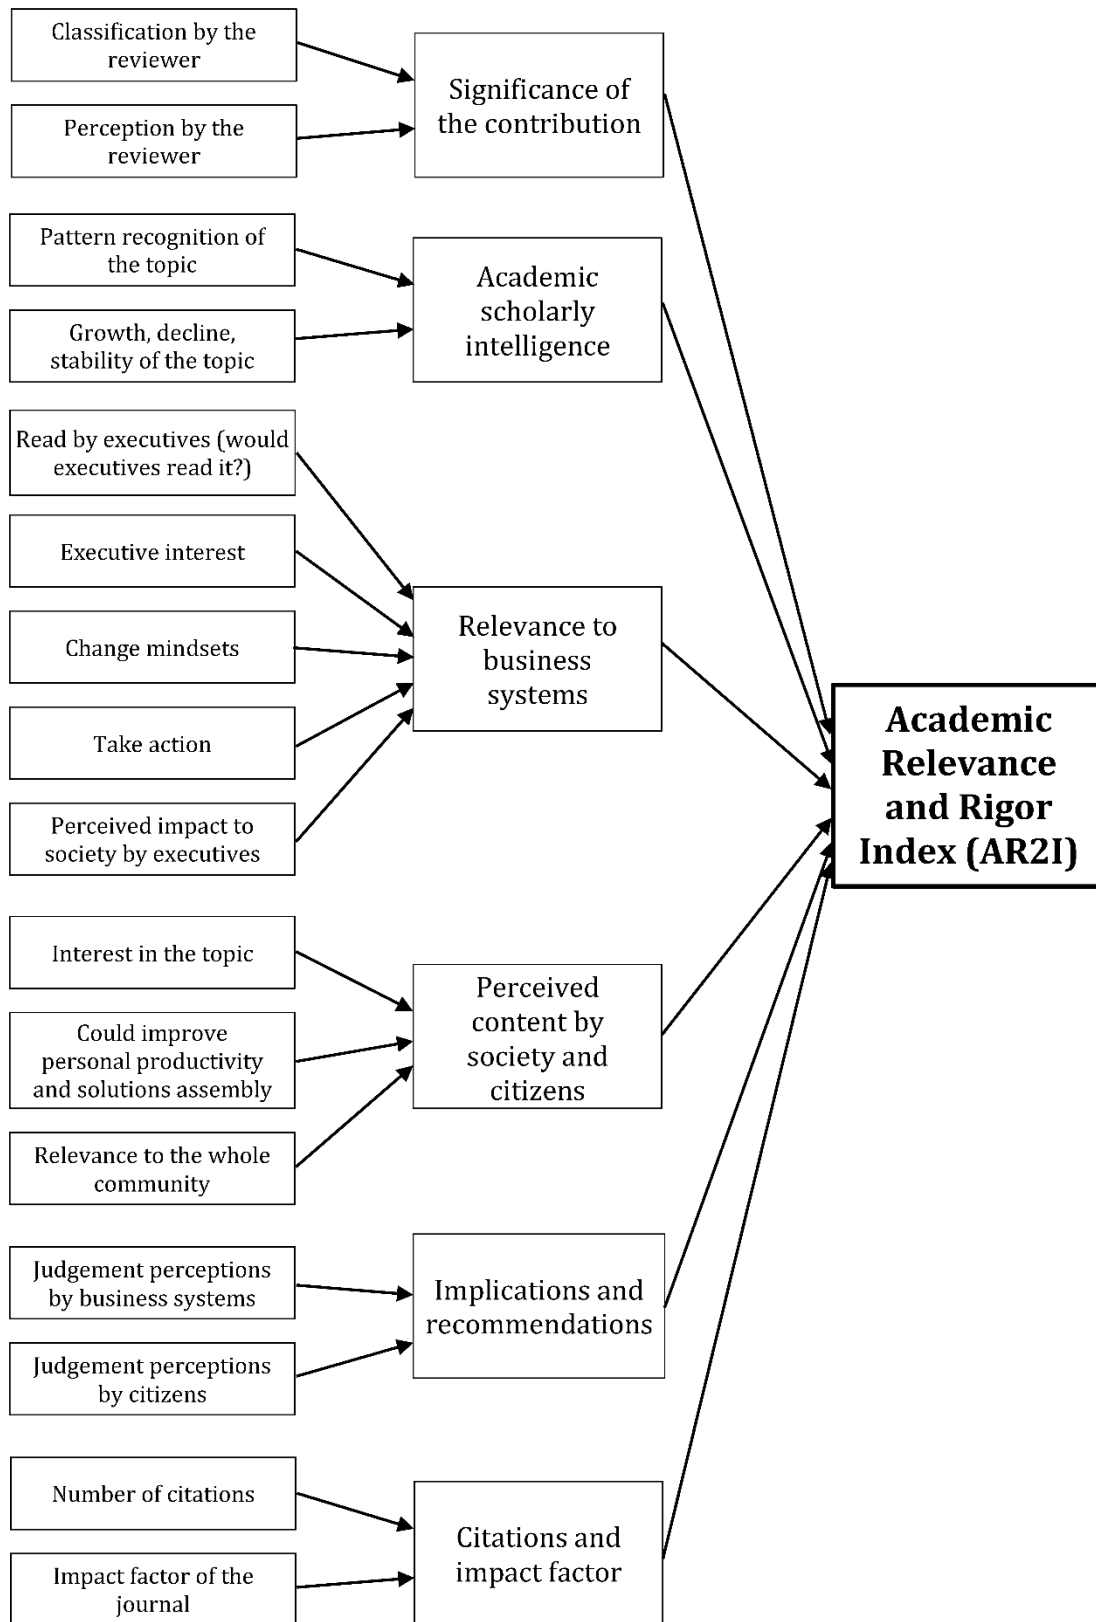 Classification by the
reviewer
Perception by the
reviewer
Significance of
the contribution
Pattern recognition of
the topic
Growth, decline,
stability of the topic
Academic
scholarly
intelligence
Read by executives (would
executives read it?)
Executive interest
Change mindsets
Take action
Perceived impact to
society by executives
Relevance to
business
systems
Interest in the topic
Could improve
personal productivity
and solutions assembly
Relevance to the whole
community
Perceived
content by
society and
citizens
Judgement perceptions
by business systems
Judgement perceptions
by citizens
Implications and
recommendations
Number of citations
Impact factor of the
journal
Citations and
impact factor
Academic
Relevance
and Rigor
Index (AR2I)